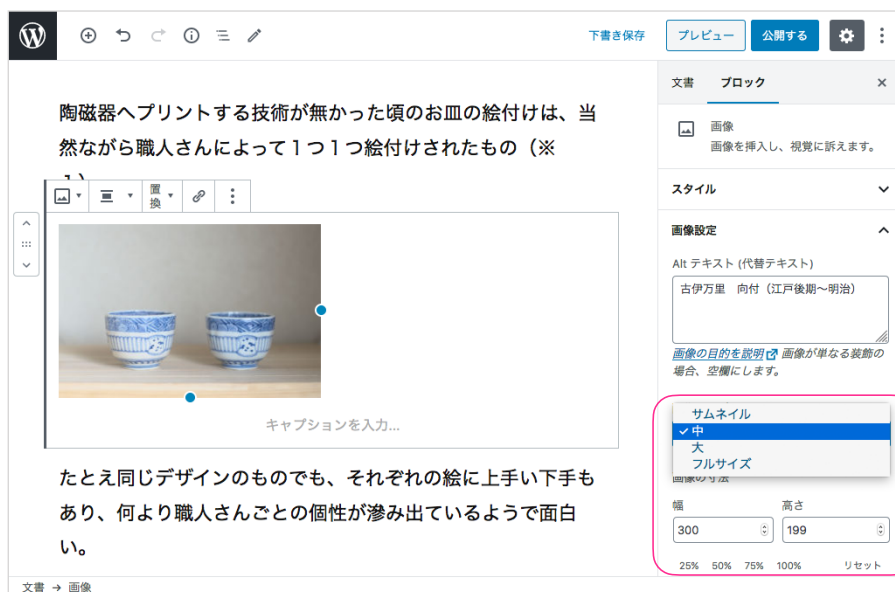 下書き保存
プレビュー
公開する
陶磁器へプリントする技術が無かった頃のお皿の絵付けは、当
然ながら職人さんによって１つ１つ絵付けされたもの（※
置換
キャプションを入力...
たとえ同じデザインのものでも、それぞれの絵に上手い下手も
あり、何より職人さんごとの個性が滲み出ているようで面白
い。
文書 → 画像
文書
ブロック
画像
画像を挿入し、視覚に訴えます。
スタイル
画像設定
Alt テキスト (代替テキスト)
古伊万里　向付（江戸後期〜明治）
画像の目的を説明 画像が単なる装飾の
場合、空欄にします。
サムネイル
中
大
フルサイズ
画像の寸法
幅 高さ
300 199
25% 50% 75% 100% リセット